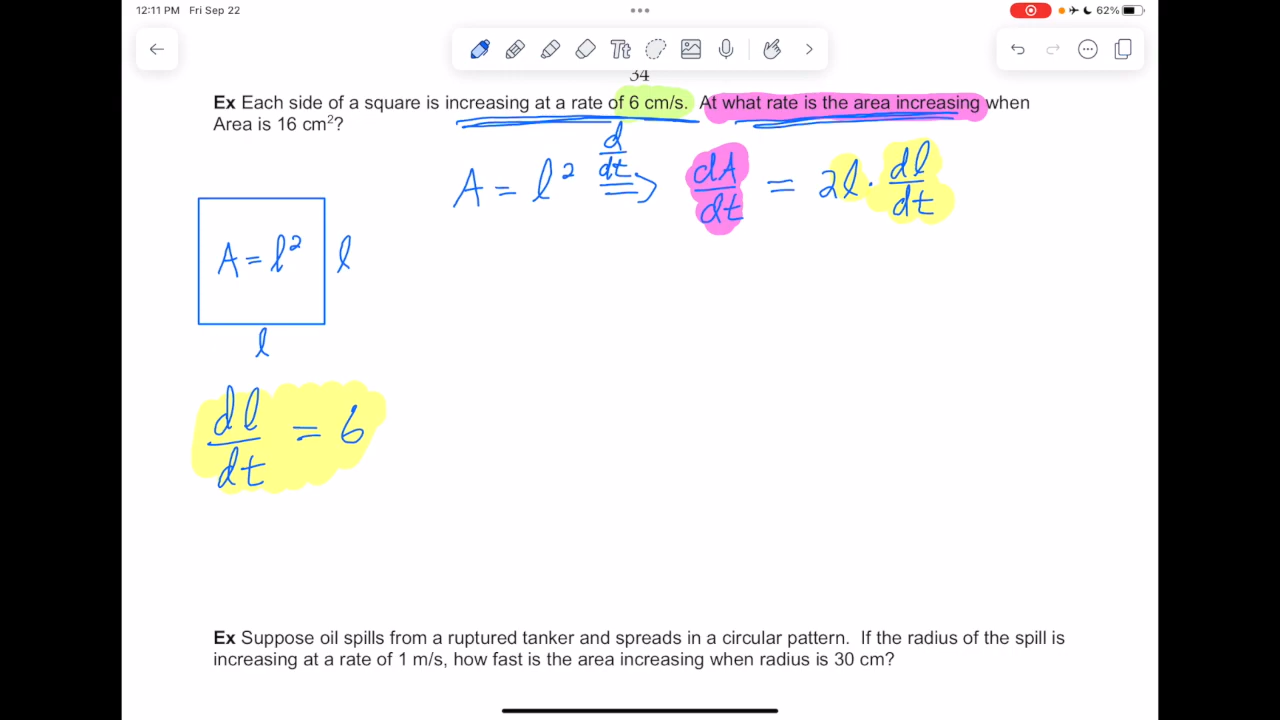 12:11 PM Fri Sep 22
62%
Tt
34
Ex Each side of a square is increasing at a rate of 6 cm/s. At what rate is the area increasing when
Area is 16 cm²?
A = l² d/dt ⇒ dA/dt = 2l · dl/dt
A = l² l
l
dl/dt = 6
Ex Suppose oil spills from a ruptured tanker and spreads in a circular pattern. If the radius of the spill is
increasing at a rate of 1 m/s, how fast is the area increasing when radius is 30 cm?